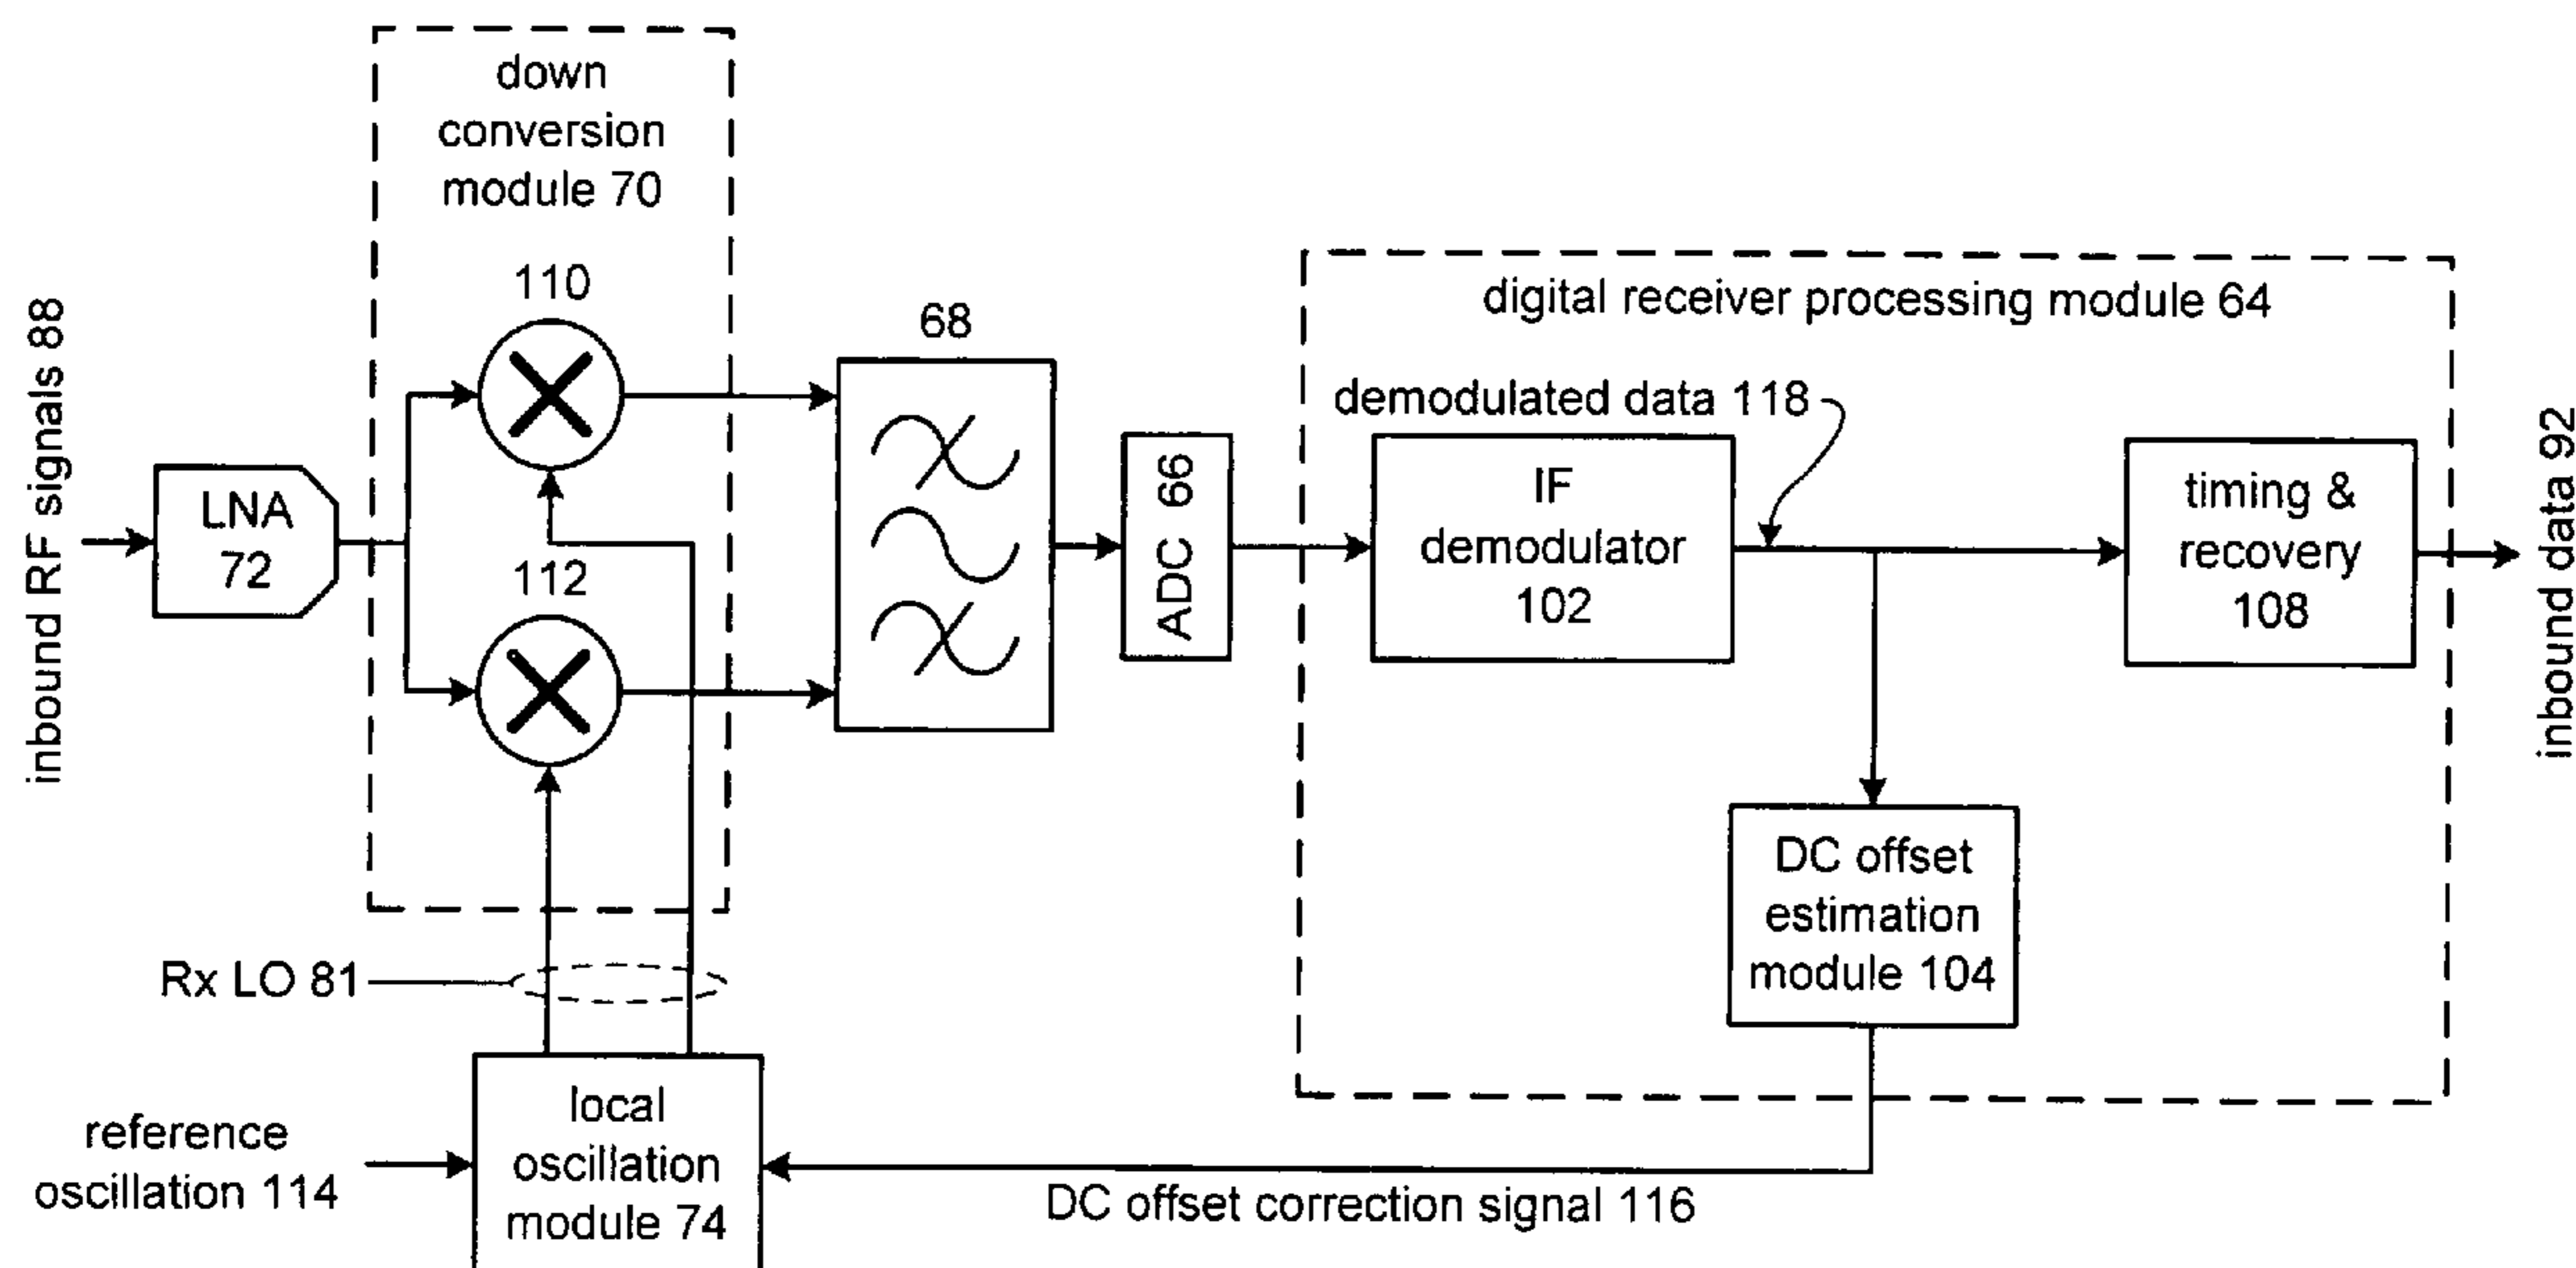 down
conversion
module 70
110
112
inbound RF signals 88
LNA
72
68
ADC 66
digital receiver processing module 64
demodulated data 118
IF
demodulator
102
timing &
recovery
108
inbound data 92
DC offset
estimation
module 104
Rx LO 81
reference
oscillation 114
local
oscillation
module 74
DC offset correction signal 116